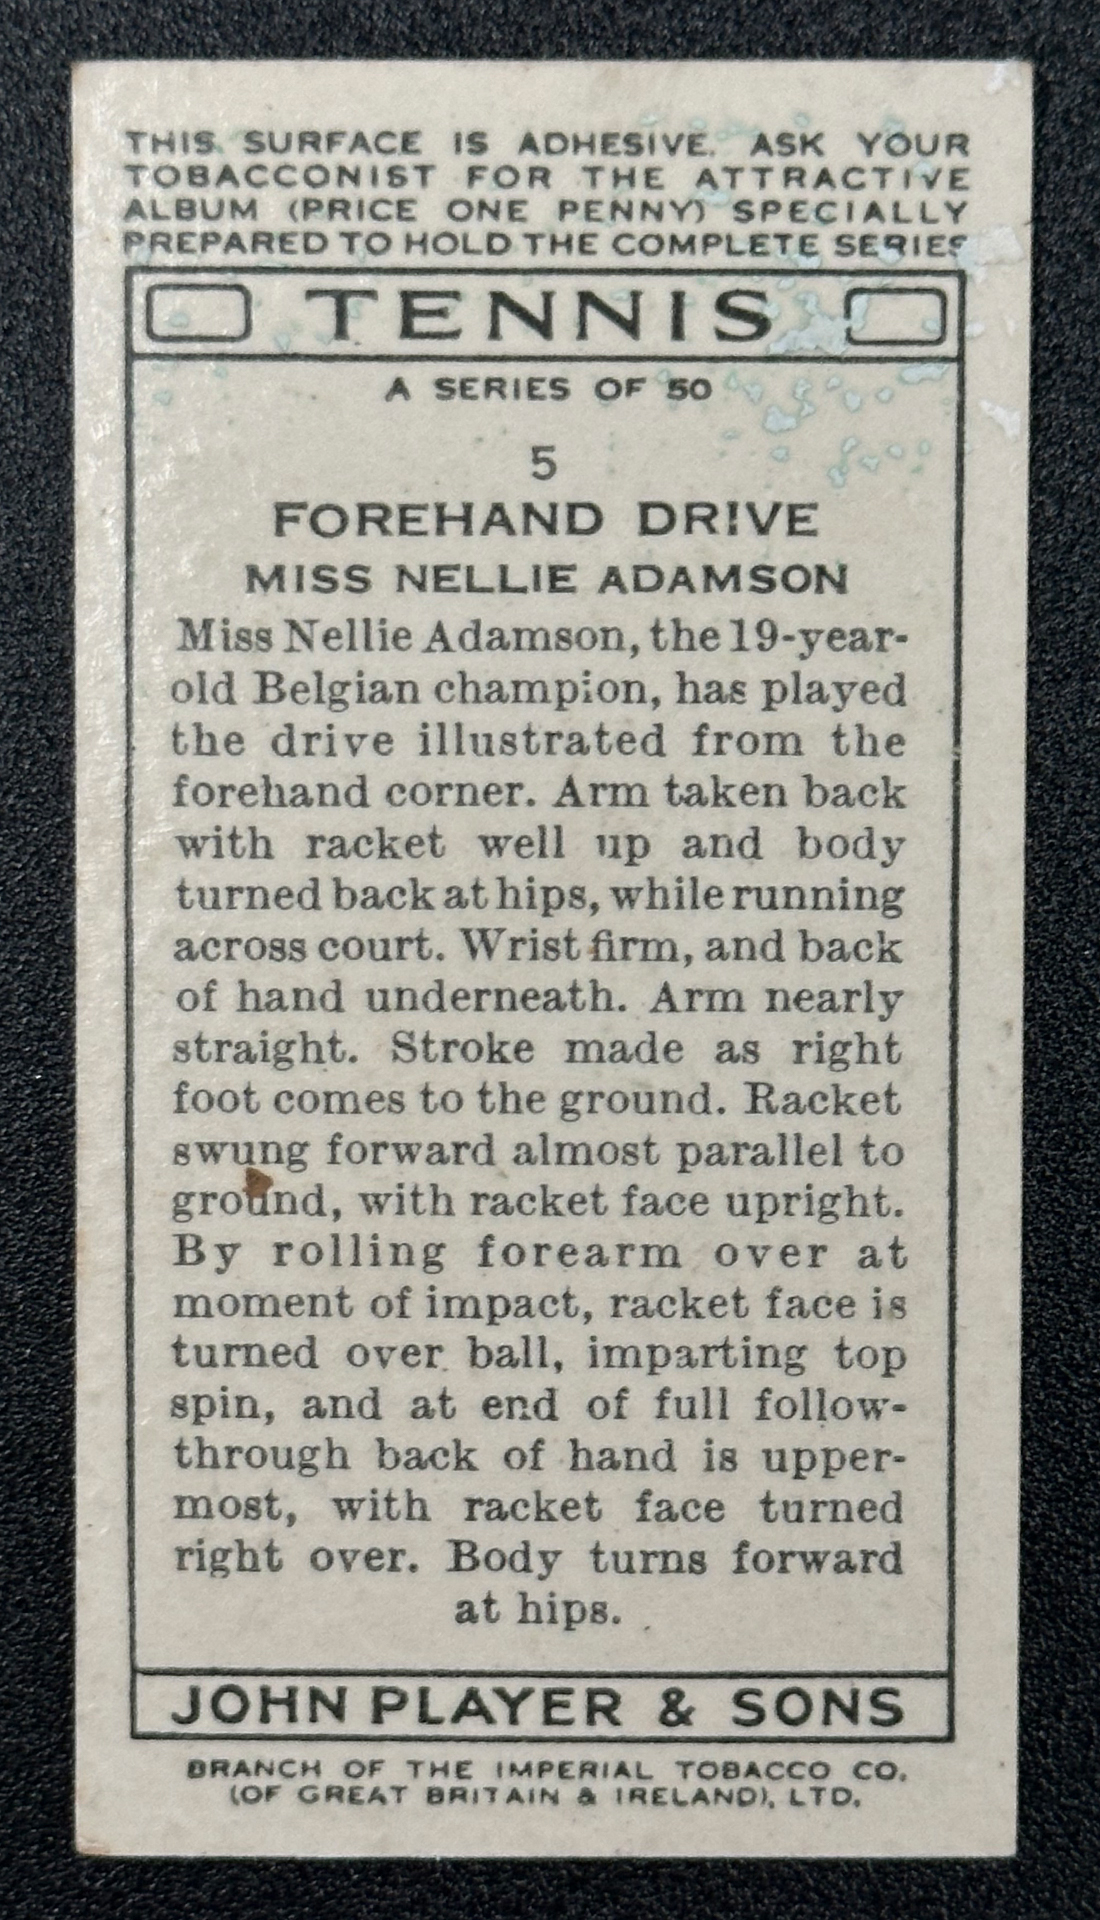 THIS SURFACE IS ADHESIVE. ASK YOUR
TOBACCONIST FOR THE ATTRACTIVE
ALBUM (PRICE ONE PENNY) SPECIALLY
PREPARED TO HOLD THE COMPLETE SERIES
TENNIS
A SERIES OF 50
5
FOREHAND DRIVE
MISS NELLIE ADAMSON
Miss Nellie Adamson, the 19-year-
old Belgian champion, has played
the drive illustrated from the
forehand corner. Arm taken back
with racket well up and body
turned back at hips, while running
across court. Wrist firm, and back
of hand underneath. Arm nearly
straight. Stroke made as right
foot comes to the ground. Racket
swung forward almost parallel to
ground, with racket face upright.
By rolling forearm over at
moment of impact, racket face is
turned over ball, imparting top
spin, and at end of full follow-
through back of hand is upper-
most, with racket face turned
right over. Body turns forward
at hips.
JOHN PLAYER & SONS
BRANCH OF THE IMPERIAL TOBACCO CO.
(OF GREAT BRITAIN & IRELAND), LTD.